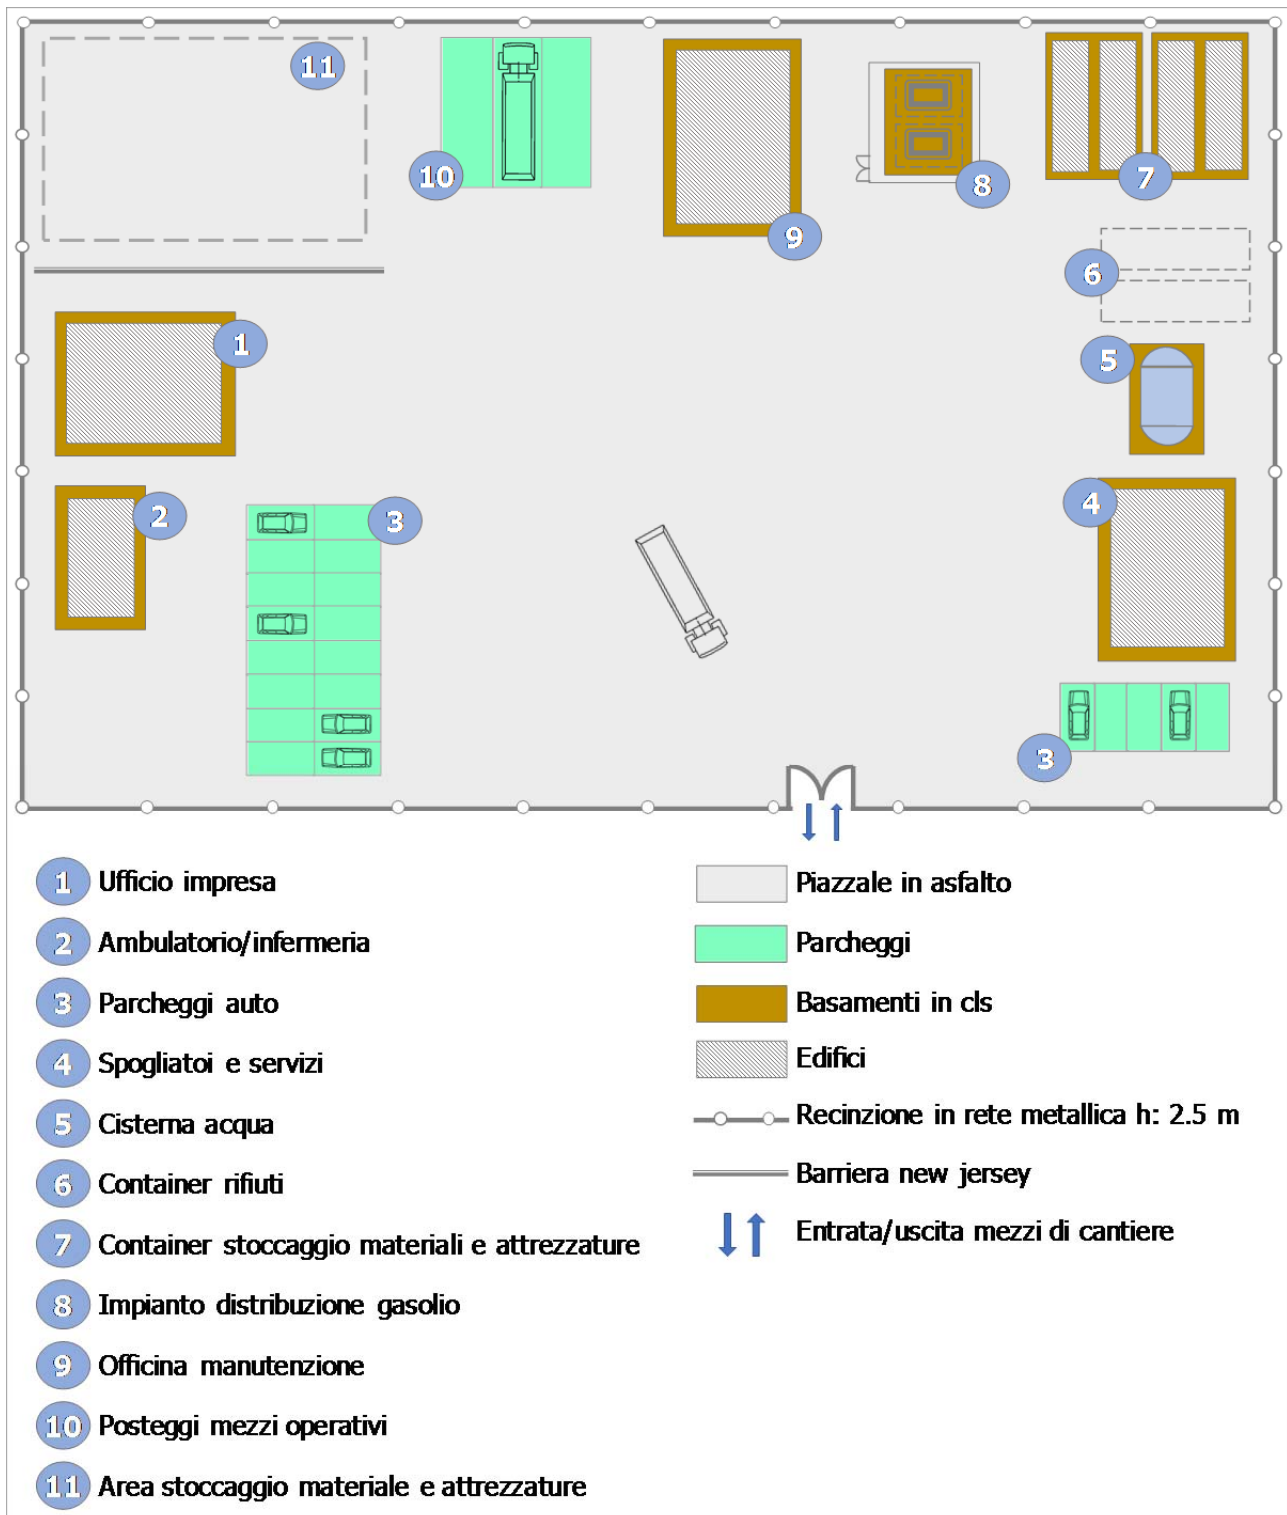 11
10
9
8
7
6
1
5
2
3
4
3
1 Ufficio impresa
2 Ambulatorio/infermeria
3 Parcheggi auto
4 Spogliatoi e servizi
5 Cisterna acqua
6 Container rifiuti
7 Container stoccaggio materiali e attrezzature
8 Impianto distribuzione gasolio
9 Officina manutenzione
10 Posteggi mezzi operativi
11 Area stoccaggio materiale e attrezzature
Piazzale in asfalto
Parcheggi
Basamenti in cls
Edifici
Recinzione in rete metallica h: 2.5 m
Barriera new jersey
Entrata/uscita mezzi di cantiere